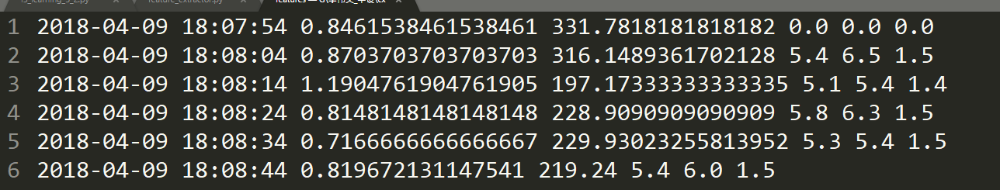 feature_extractor.py
1 2018-04-09 18:07:54 0.8461538461538461 331.7818181818182 0.0 0.0 0.0
2 2018-04-09 18:08:04 0.8703703703703703 316.1489361702128 5.4 6.5 1.5
3 2018-04-09 18:08:14 1.1904761904761905 197.17333333333335 5.1 5.4 1.4
4 2018-04-09 18:08:24 0.8148148148148148 228.9090909090909 5.8 6.3 1.5
5 2018-04-09 18:08:34 0.7166666666666667 229.93023255813952 5.3 5.4 1.5
6 2018-04-09 18:08:44 0.819672131147541 219.24 5.4 6.0 1.5